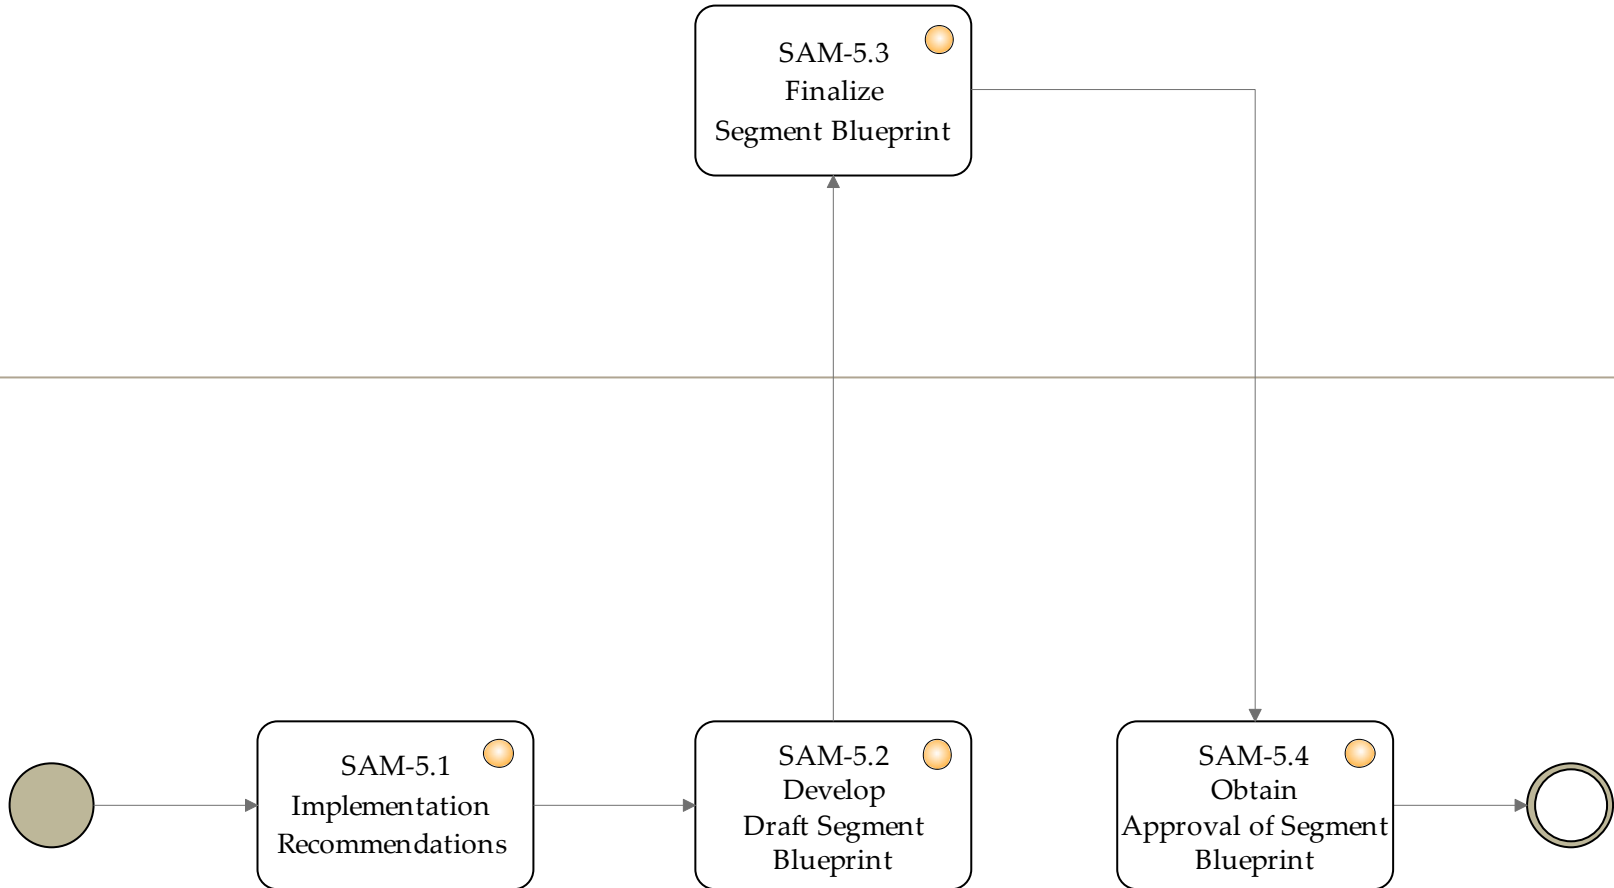 SAM-5.3
Finalize
Segment Blueprint
SAM-5.1
Implementation
Recommendations
SAM-5.2
Develop
Draft Segment
Blueprint
SAM-5.4
Obtain
Approval of Segment
Blueprint